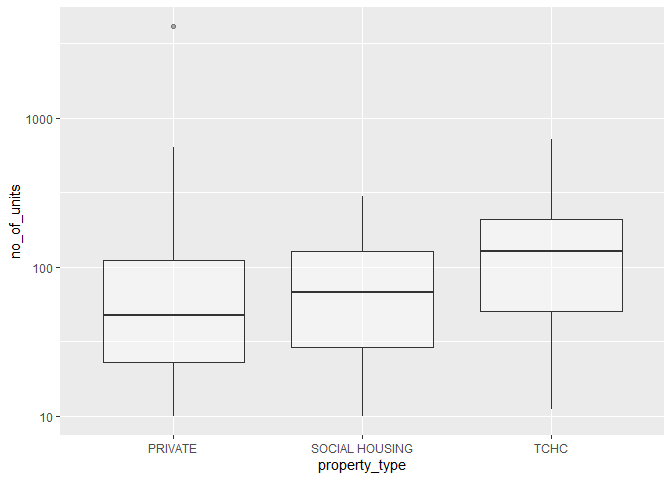 1000
100
10
no_of_units
PRIVATE
SOCIAL HOUSING
TCHC
property_type